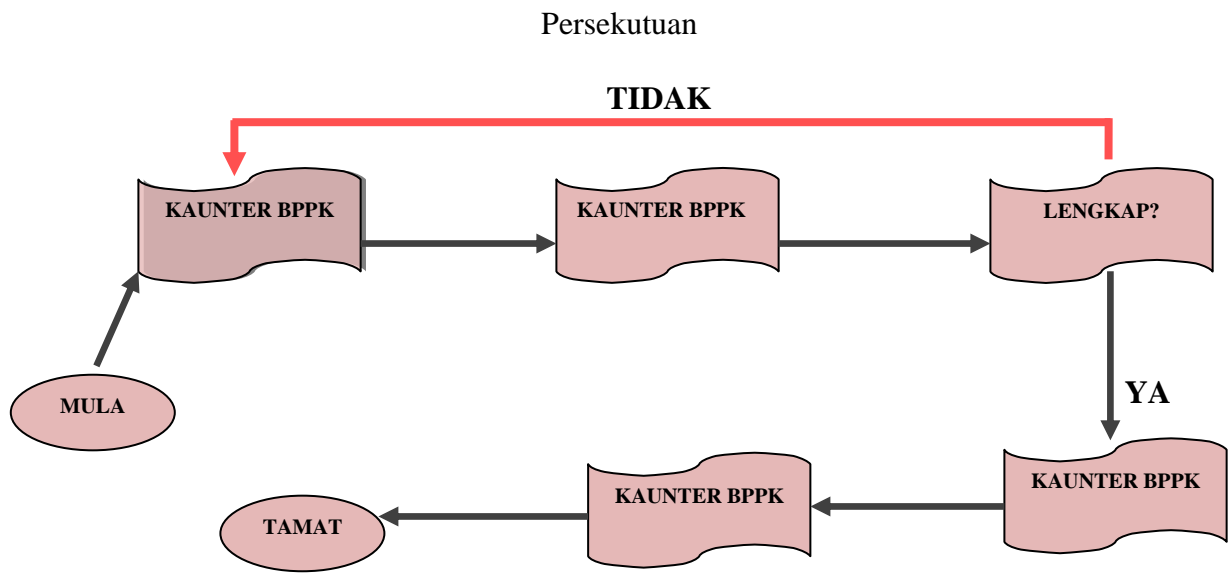 Persekutuan
TIDAK
KAUNTER BPPK
KAUNTER BPPK
LENGKAP?
MULA
YA
KAUNTER BPPK
KAUNTER BPPK
TAMAT